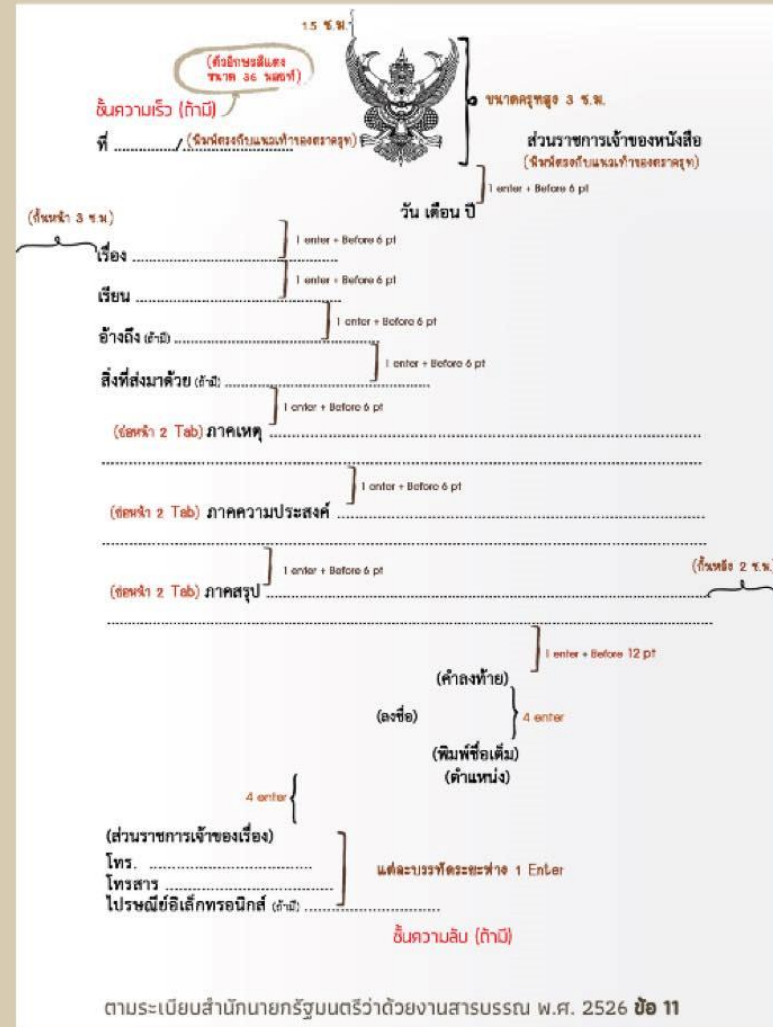 1.5 ซ.ม.
(ตัวอักษรสีแดง
ขนาด 36 พอยท์)
ชั้นความเร็ว (ถ้ามี)
ขนาดครุฑสูง 3 ซ.ม.
ที่ ............../ (พิมพ์ตรงกับแนวเท้าของตราครุฑ)
ส่วนราชการเจ้าของหนังสือ
(พิมพ์ตรงกับแนวเท้าของตราครุฑ)
1 enter + Before 6 pt
วัน เดือน ปี
(กั้นหน้า 3 ซ.ม.)
1 enter + Before 6 pt
เรื่อง ........................................
1 enter + Before 6 pt
เรียน ........................................
1 enter + Before 6 pt
อ้างถึง (ถ้ามี) ........................................
1 enter + Before 6 pt
สิ่งที่ส่งมาด้วย (ถ้ามี) ........................................
1 enter + Before 6 pt
(ย่อหน้า 2 Tab) ภาคเหตุ ................................................................................
................................................................................
1 enter + Before 6 pt
(ย่อหน้า 2 Tab) ภาคความประสงค์ ................................................................................
................................................................................
1 enter + Before 6 pt
(กั้นหลัง 2 ซ.ม.)
(ย่อหน้า 2 Tab) ภาคสรุป ................................................................................
................................................................................
1 enter + Before 12 pt
(คำลงท้าย)
(ลงชื่อ)
4 enter
(พิมพ์ชื่อเต็ม)
(ตำแหน่ง)
4 enter
(ส่วนราชการเจ้าของเรื่อง)
โทร. ................................
แต่ละบรรทัดระยะห่าง 1 Enter
โทรสาร ................................
ไปรษณีย์อิเล็กทรอนิกส์ (ถ้ามี) ................................
ชั้นความลับ (ถ้ามี)
ตามระเบียบสำนักนายกรัฐมนตรีว่าด้วยงานสารบรรณ พ.ศ. 2526 ข้อ 11